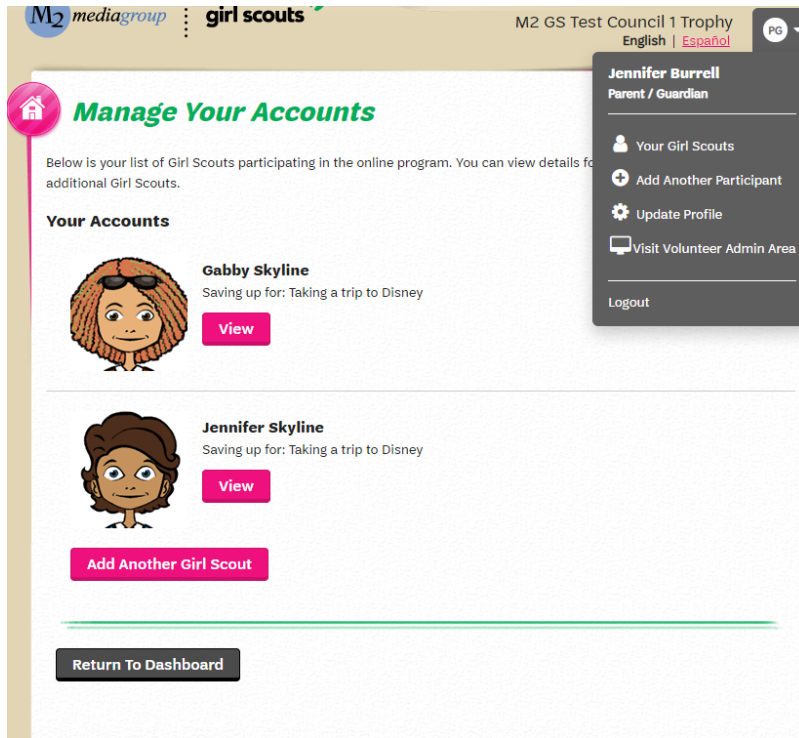 M2 mediagroup
girl scouts
M2 GS Test Council 1 Trophy
English | Español
PG
Jennifer Burrell
Parent / Guardian
Your Girl Scouts
Add Another Participant
Update Profile
Visit Volunteer Admin Area
Logout
Manage Your Accounts
Below is your list of Girl Scouts participating in the online program. You can view details
additional Girl Scouts.
Your Accounts
Gabby Skyline
Saving up for: Taking a trip to Disney
View
Jennifer Skyline
Saving up for: Taking a trip to Disney
View
Add Another Girl Scout
Return To Dashboard